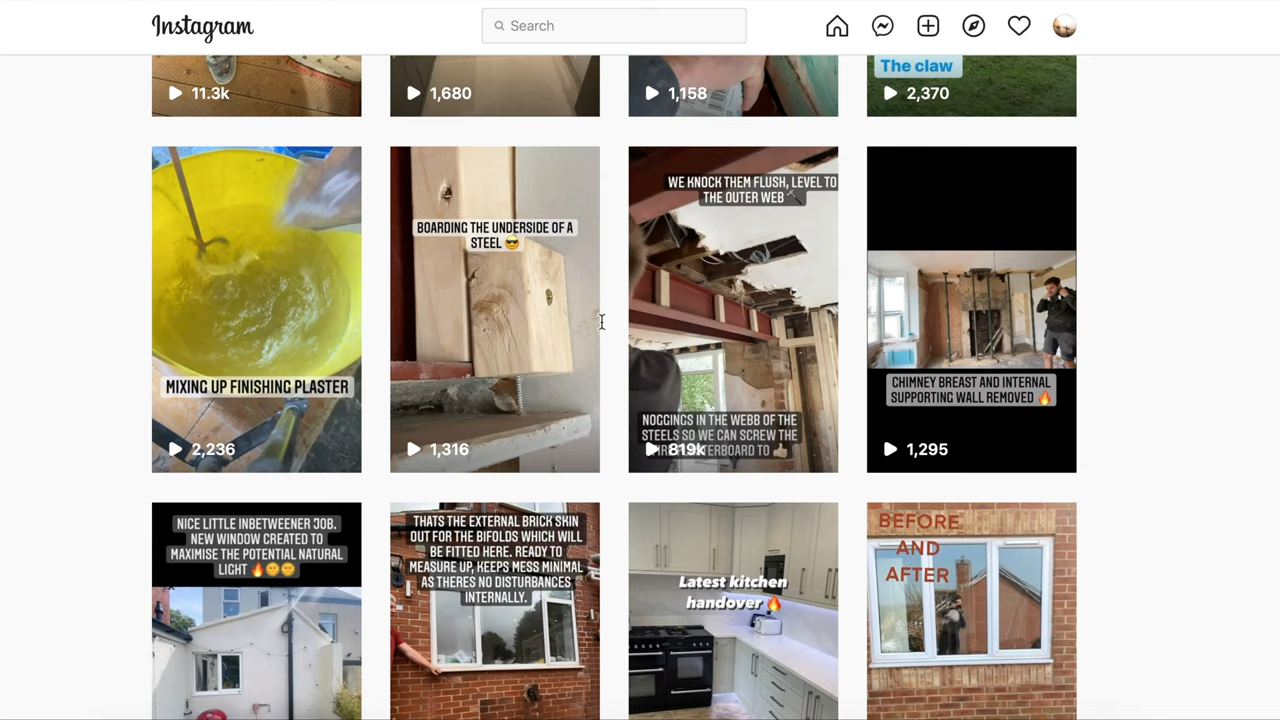 Instagram
Search
11.3k
1,680
1,158
The claw
2,370
MIXING UP FINISHING PLASTER
2,236
BOARDING THE UNDERSIDE OF A
STEEL 😎
1,316
WE KNOCK THEM FLUSH, LEVEL TO
THE OUTER WEB 🔨
NOGGINGS IN THE WEBB OF THE
STEELS SO WE CAN SCREW THE
819k
TO 👍🏻
CHIMNEY BREAST AND INTERNAL
SUPPORTING WALL REMOVED 🔥
1,295
NICE LITTLE INBETWEENER JOB.
NEW WINDOW CREATED TO
MAXIMISE THE POTENTIAL NATURAL
LIGHT 🔥🌞🌞
THATS THE EXTERNAL BRICK SKIN
OUT FOR THE BIFOLDS WHICH WILL
BE FITTED HERE. READY TO
MEASURE UP, KEEPS MESS MINIMAL
AS THERES NO DISTURBANCES
INTERNALLY.
Latest kitchen
handover 🔥
BEFORE
AND
AFTER